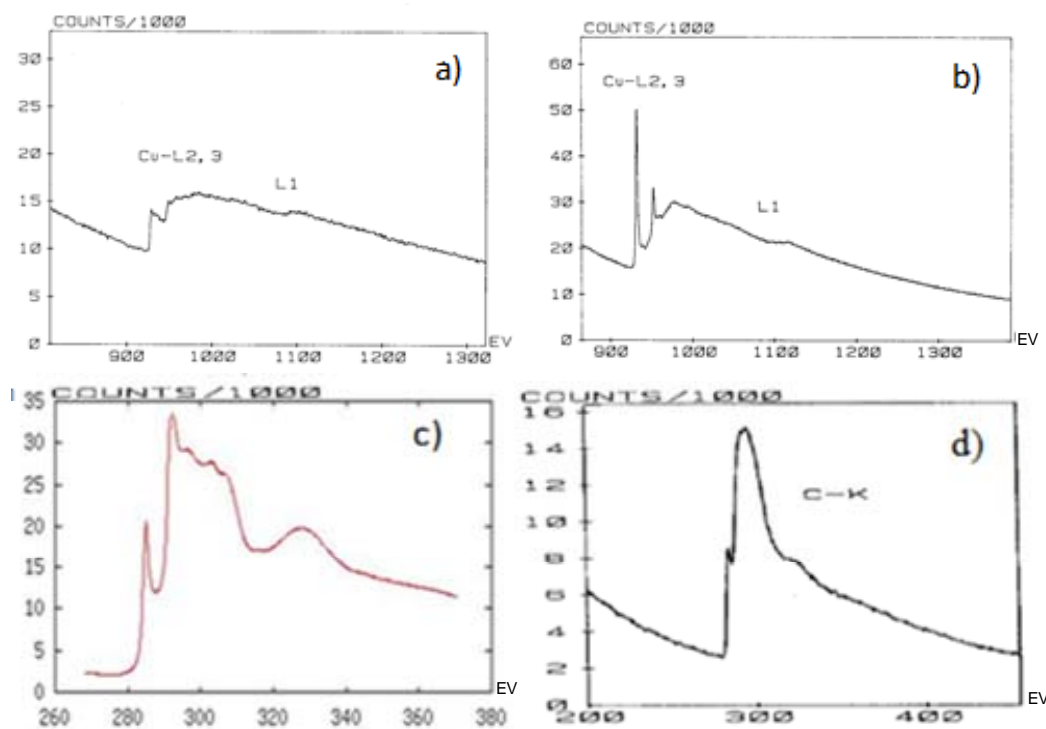 COUNTS/1000
a)
30
25
20
15
10
5
0
Cu-L2,3
L1
900 1000 1100 1200 1300 EV
COUNTS/1000
b)
60
50
40
30
20
10
0
Cu-L2,3
L1
900 1000 1100 1200 1300 EV
COUNTS/1000
c)
35
30
25
20
15
10
5
0
260 280 300 320 340 360 380 EV
COUNTS/1000
d)
16
14
12
10
8
6
4
2
0
C-K
200 300 400 EV